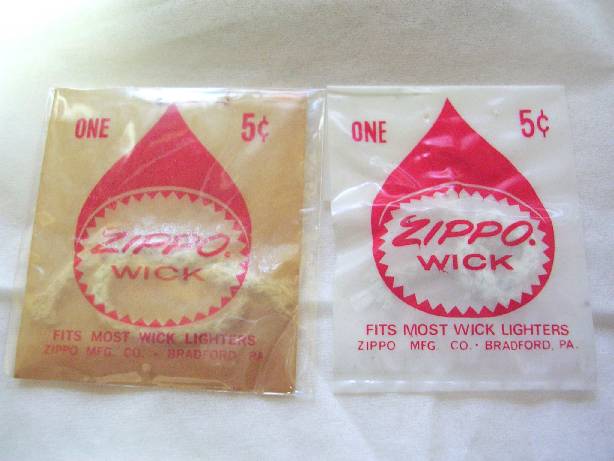 ONE 5¢
ZIPPO.
WICK
FITS MOST WICK LIGHTERS
ZIPPO MFG. CO. • BRADFORD, PA.
ONE 5¢
ZIPPO.
WICK
FITS MOST WICK LIGHTERS
ZIPPO MFG. CO. • BRADFORD, PA.